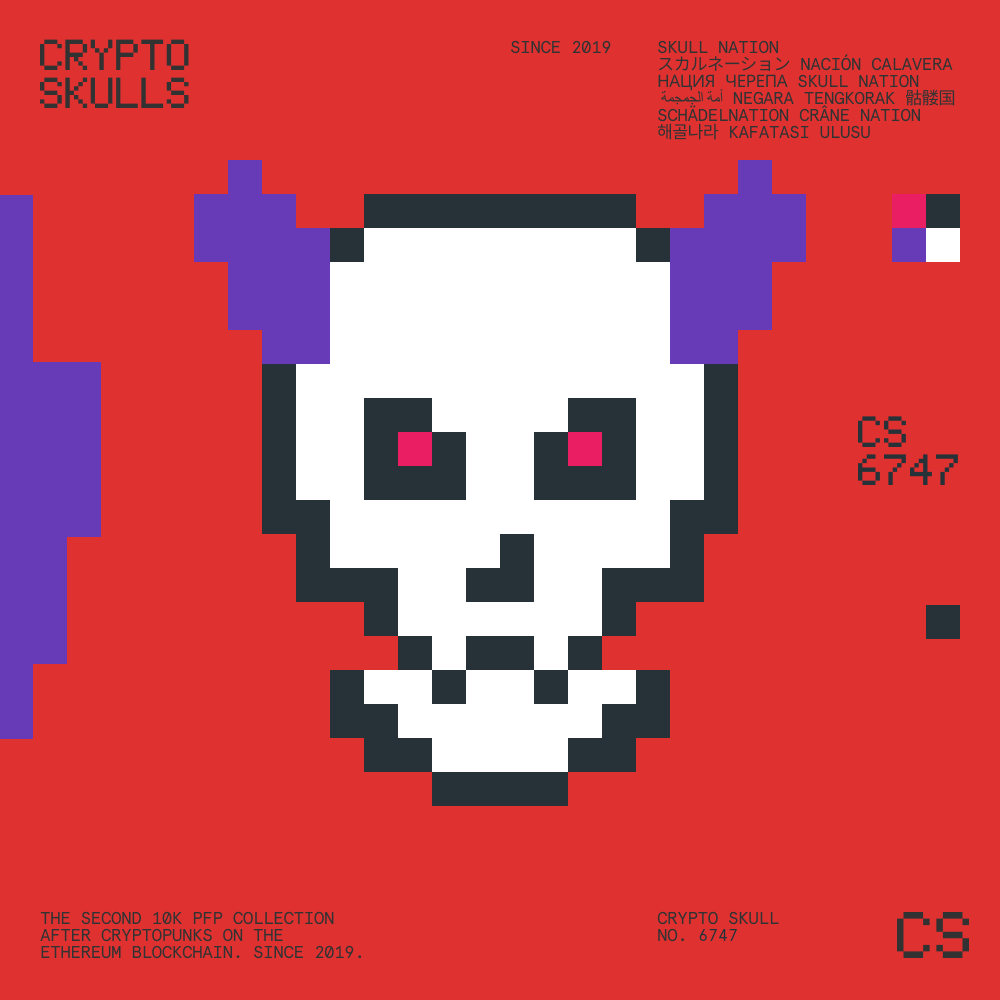 CRYPTO
SKULLS
SINCE 2019
SKULL NATION
スカルネーション NACIÓN CALAVERA
НАЦИЯ ЧЕРЕПА SKULL NATION
أمة الجمجمة NEGARA TENGKORAK 骷髅国
SCHÄDELNATION CRÂNE NATION
해골나라 KAFATASI ULUSU
CS
6747
THE SECOND 10K PFP COLLECTION
AFTER CRYPTOPUNKS ON THE
ETHEREUM BLOCKCHAIN. SINCE 2019.
CRYPTO SKULL
NO. 6747
CS